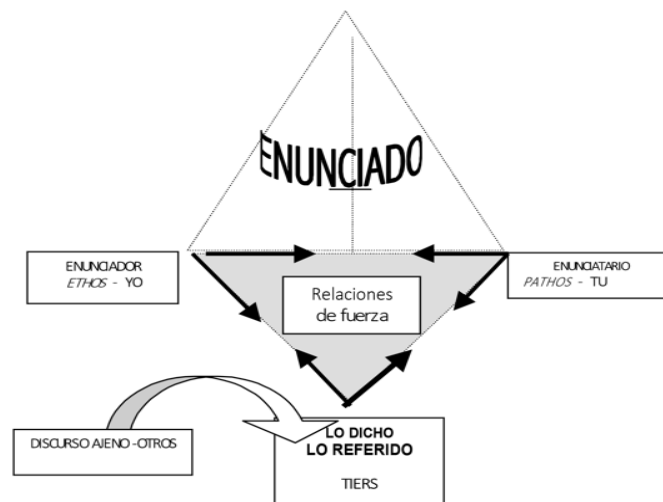 ENUNCIADO
ENUNCIADOR
ETHOS - YO
ENUNCIATARIO
PATHOS - TU
Relaciones
de fuerza
DISCURSO AJENO -OTROS
LO DICHO
LO REFERIDO
TIERS